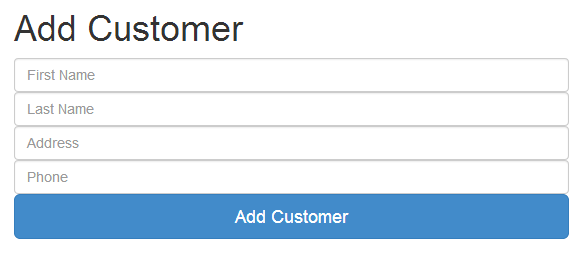 Add Customer
First Name
Last Name
Address
Phone
Add Customer